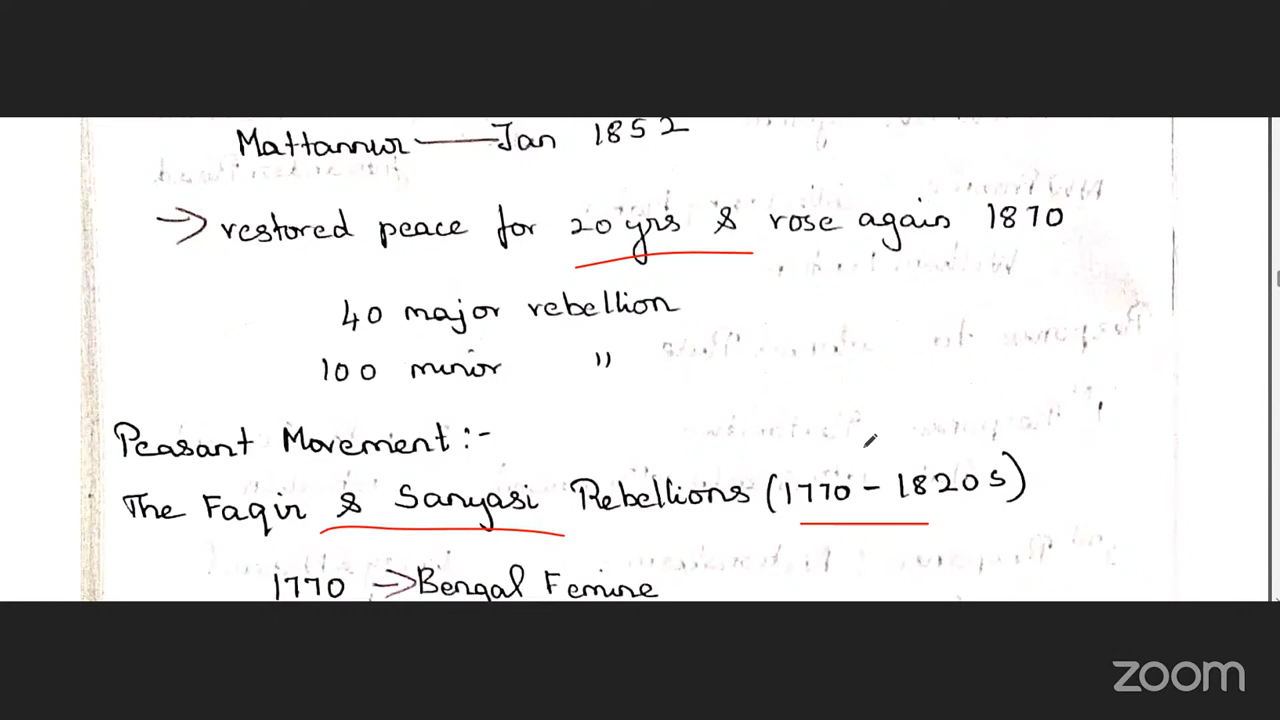 Mattannur — Jan 1852
→ restored peace for 20 yrs & rose again 1870
40 major rebellion
100 minor "
Peasant Movement :-
The Faqir & Sanyasi Rebellions (1770 - 1820s)
1770 → Bengal Femine
zoom